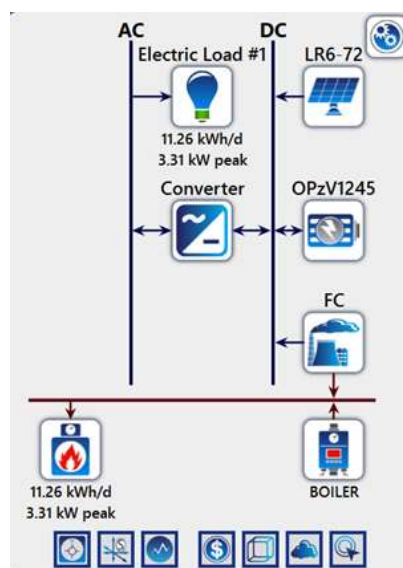 AC DC
Electric Load #1 LR6-72
11.26 kWh/d
3.31 kW peak
Converter OPzV1245
FC
11.26 kWh/d
3.31 kW peak
BOILER